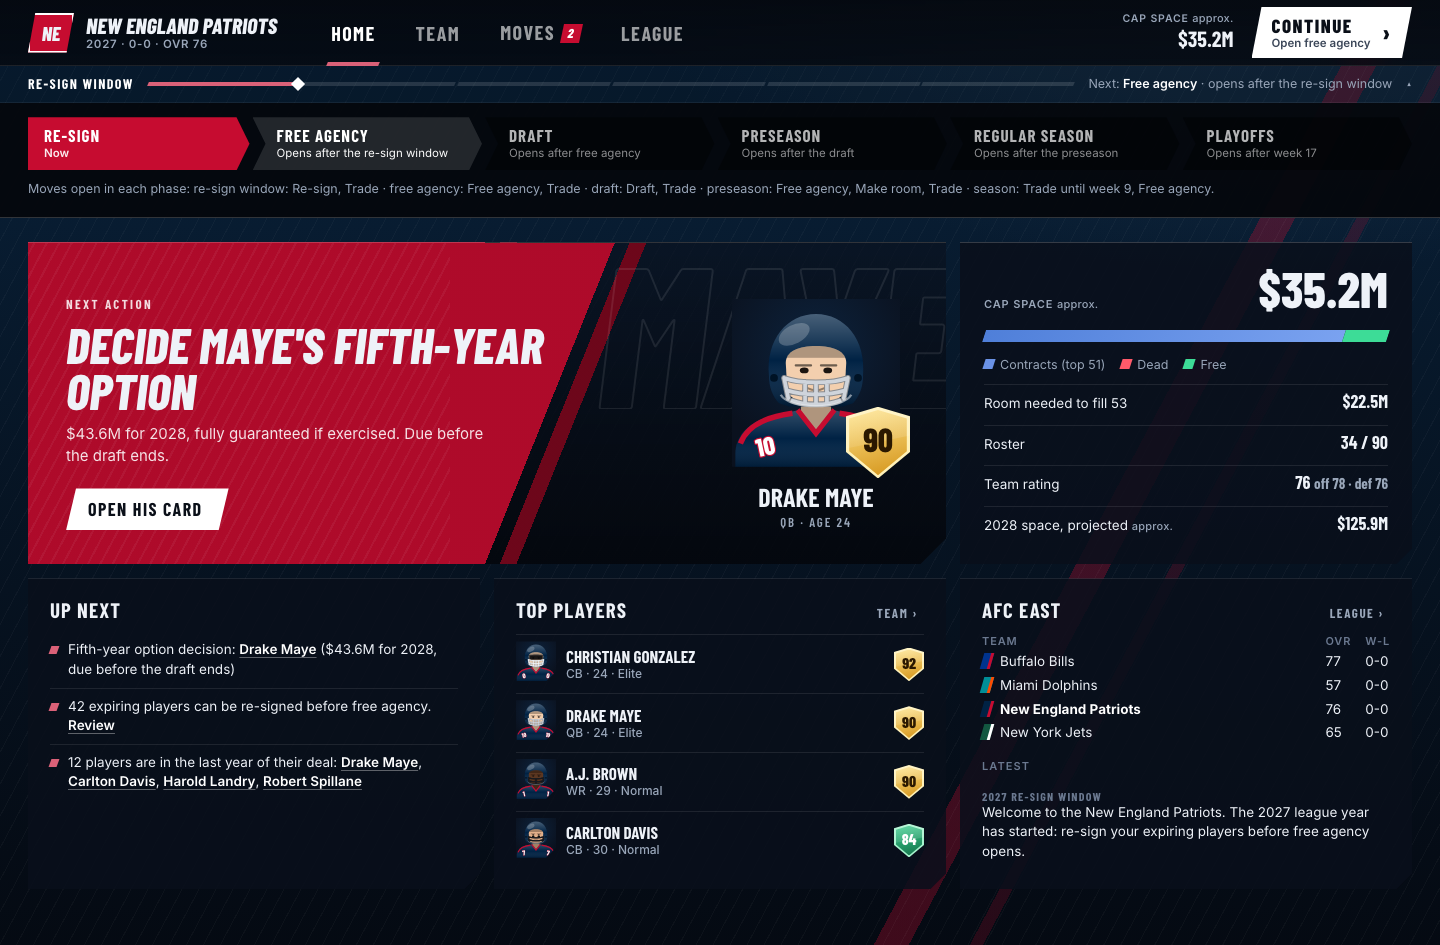 NE
NEW ENGLAND PATRIOTS
2027 · 0-0 · OVR 76
HOME
TEAM
MOVES 2
LEAGUE
CAP SPACE approx.
$35.2M
CONTINUE ›
Open free agency
RE-SIGN WINDOW
Next: Free agency · opens after the re-sign window
RE-SIGN
Now
FREE AGENCY
Opens after the re-sign window
DRAFT
Opens after free agency
PRESEASON
Opens after the draft
REGULAR SEASON
Opens after the preseason
PLAYOFFS
Opens after week 17
Moves open in each phase: re-sign window: Re-sign, Trade · free agency: Free agency, Trade · draft: Draft, Trade · preseason: Free agency, Make room, Trade · season: Trade until week 9, Free agency.
NEXT ACTION
DECIDE MAYE'S FIFTH-YEAR
OPTION
$43.6M for 2028, fully guaranteed if exercised. Due before
the draft ends.
OPEN HIS CARD
MAYE
10
90
DRAKE MAYE
QB · AGE 24
CAP SPACE approx.
$35.2M
Contracts (top 51) Dead Free
Room needed to fill 53 $22.5M
Roster 34 / 90
Team rating 76 off 78 · def 76
2028 space, projected approx. $125.9M
UP NEXT
Fifth-year option decision: Drake Maye ($43.6M for 2028,
due before the draft ends)
42 expiring players can be re-signed before free agency.
Review
12 players are in the last year of their deal: Drake Maye,
Carlton Davis, Harold Landry, Robert Spillane
TOP PLAYERS
TEAM ›
CHRISTIAN GONZALEZ
CB · 24 · Elite
92
DRAKE MAYE
QB · 24 · Elite
90
A.J. BROWN
WR · 29 · Normal
90
CARLTON DAVIS
CB · 30 · Normal
84
AFC EAST
LEAGUE ›
TEAM OVR W-L
Buffalo Bills 77 0-0
Miami Dolphins 57 0-0
New England Patriots 76 0-0
New York Jets 65 0-0
LATEST
2027 RE-SIGN WINDOW
Welcome to the New England Patriots. The 2027 league year
has started: re-sign your expiring players before free agency
opens.